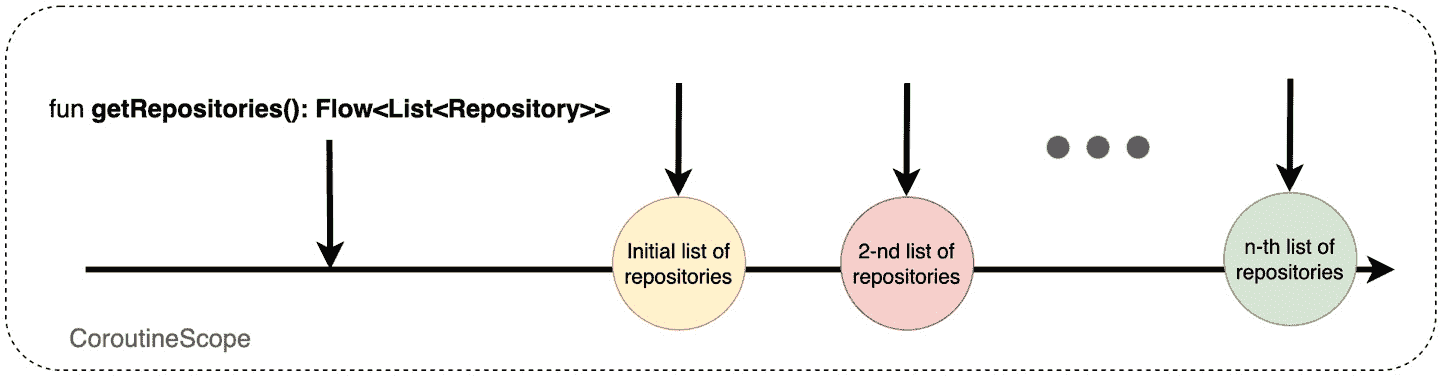 fun getRepositories(): Flow<List<Repository>>
Initial list of
repositories
2-nd list of
repositories
n-th list of
repositories
CoroutineScope